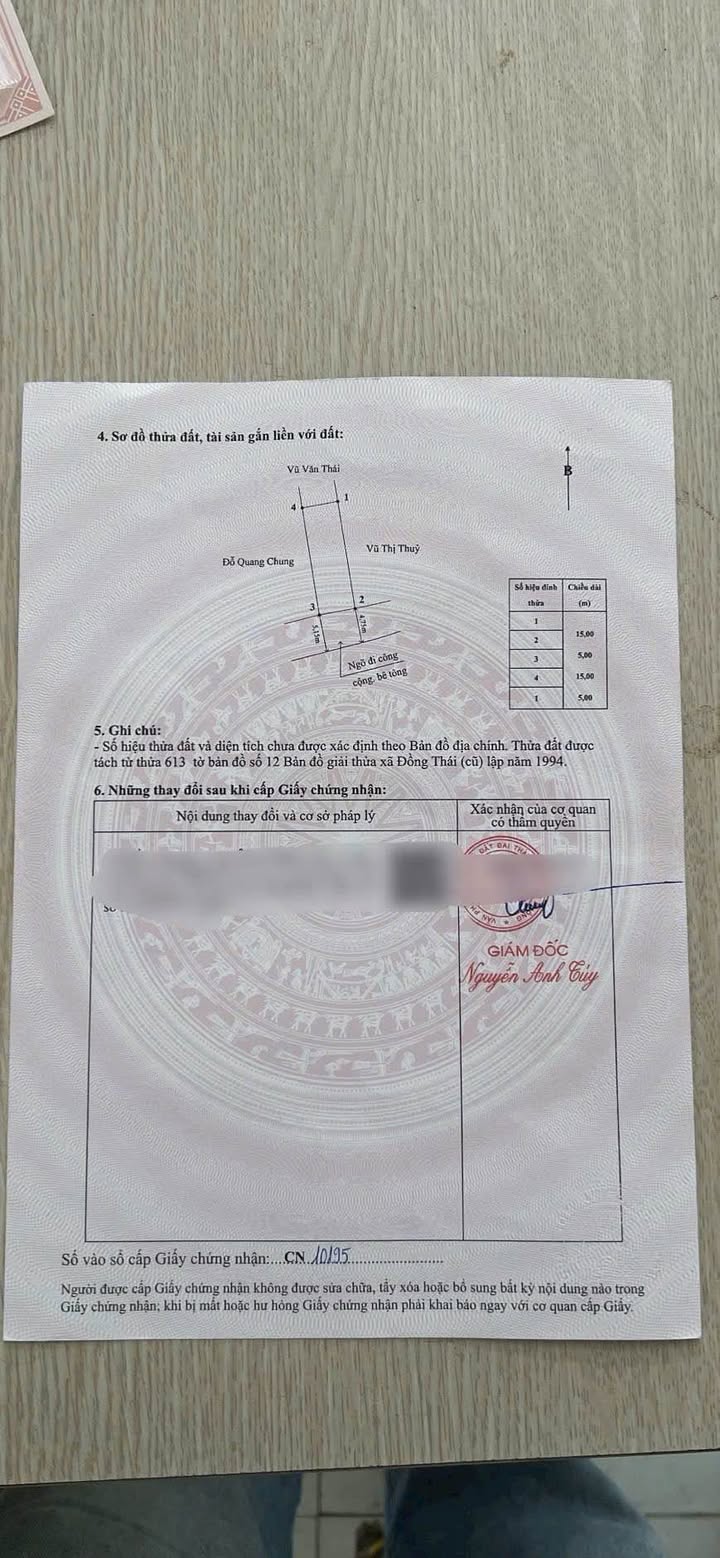 4. Sơ đồ thửa đất, tài sản gắn liền với đất:
Vũ Văn Thái
B
1
4
Vũ Thị Thuỷ
Đỗ Quang Chung
2
3
5,15m
4,75m
Ngõ đi công
cộng, bê tông
Số hiệu đỉnh thửa Chiều dài (m)
1
15,00
2
5,00
3
15,00
4
5,00
1
5. Ghi chú:
- Số hiệu thửa đất và diện tích chưa được xác định theo Bản đồ địa chính. Thửa đất được
tách từ thửa 613 tờ bản đồ số 12 Bản đồ giải thửa xã Đồng Thái (cũ) lập năm 1994.
6. Những thay đổi sau khi cấp Giấy chứng nhận:
Nội dung thay đổi và cơ sở pháp lý
Xác nhận của cơ quan
có thẩm quyền
ĐẤT ĐAI
VĂN
GIÁM ĐỐC
Nguyễn Anh Túy
Số vào sổ cấp Giấy chứng nhận:...CN.10195........................
Người được cấp Giấy chứng nhận không được sửa chữa, tẩy xóa hoặc bổ sung bất kỳ nội dung nào trong
Giấy chứng nhận; khi bị mất hoặc hư hỏng Giấy chứng nhận phải khai báo ngay với cơ quan cấp Giấy.